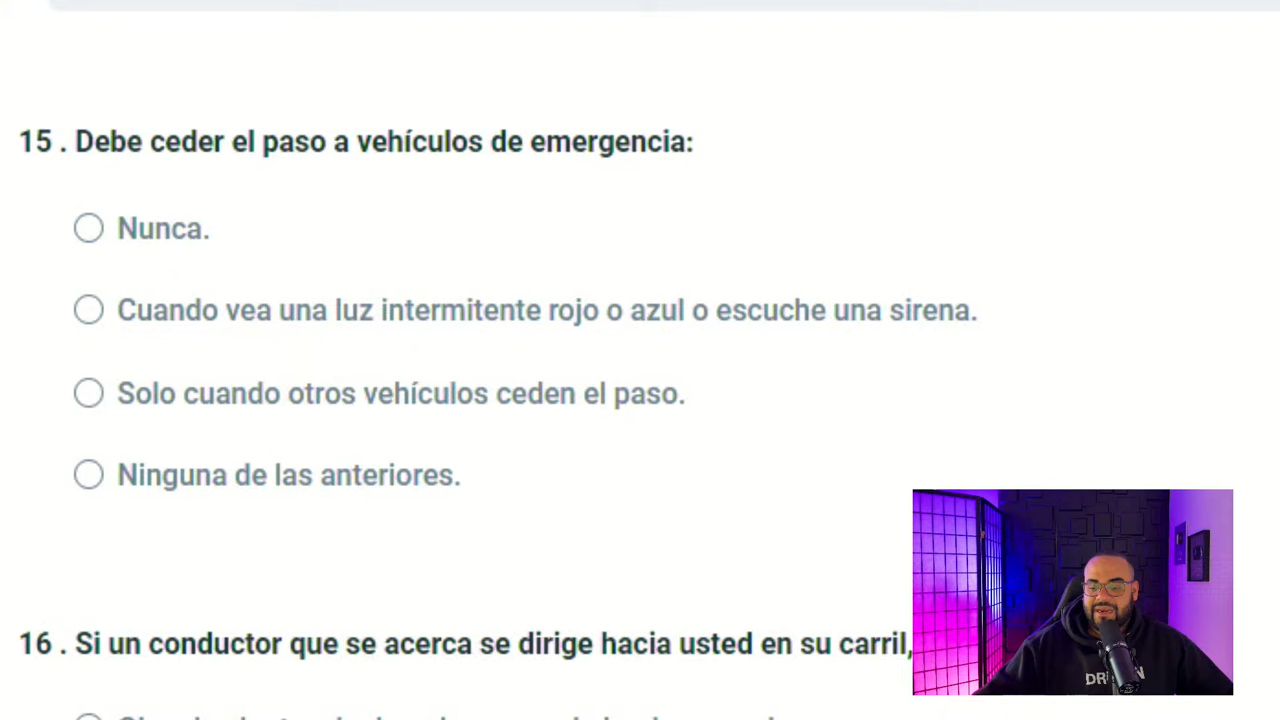 15 . Debe ceder el paso a vehículos de emergencia:
Nunca.
Cuando vea una luz intermitente rojo o azul o escuche una sirena.
Solo cuando otros vehículos ceden el paso.
Ninguna de las anteriores.
16 . Si un conductor que se acerca se dirige hacia usted en su carril,